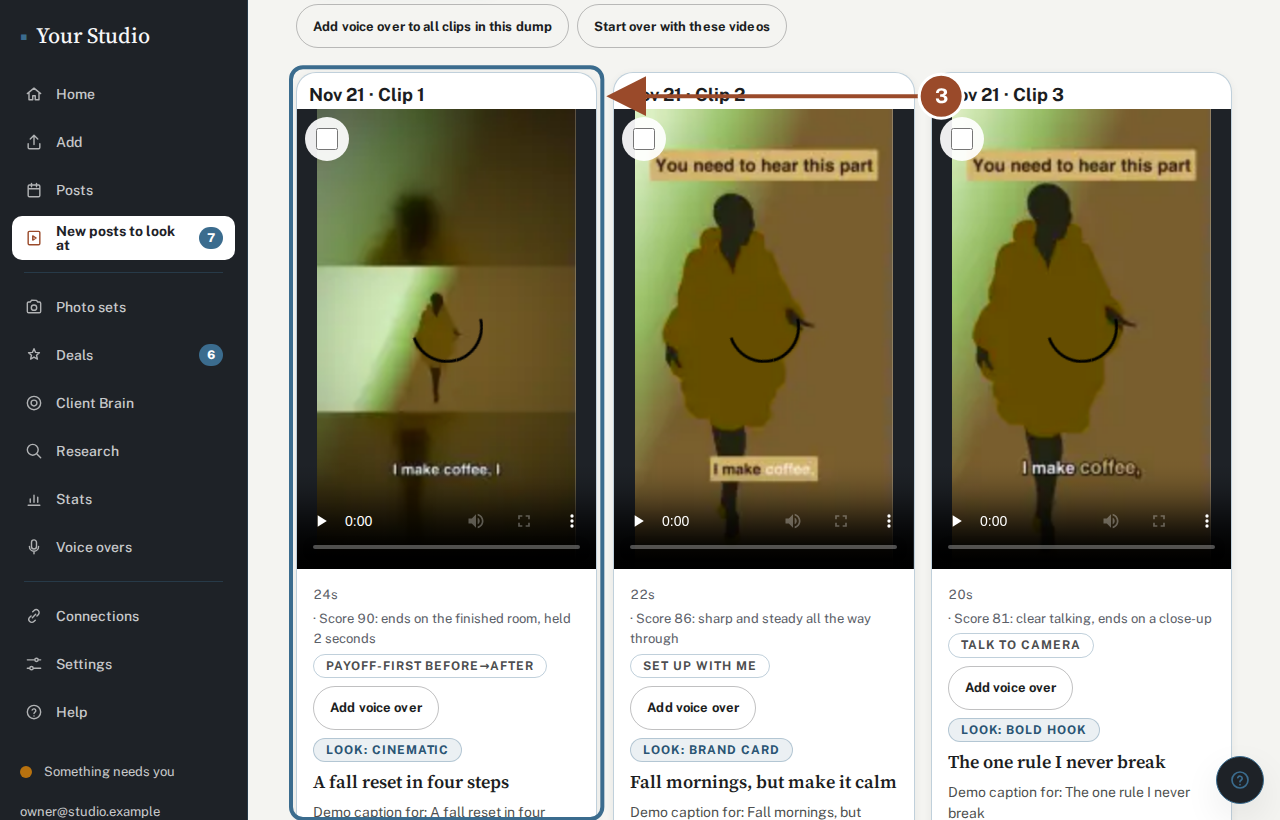 Your Studio
Home
Add
Posts
New posts to look at
7
Photo sets
Deals
6
Client Brain
Research
Stats
Voice overs
Connections
Settings
Help
Something needs you
owner@studio.example
Add voice over to all clips in this dump
Start over with these videos
3
Nov 21 · Clip 1
I make coffee. I
0:00
24s
· Score 90: ends on the finished room, held
2 seconds
PAYOFF-FIRST BEFORE→AFTER
Add voice over
LOOK: CINEMATIC
A fall reset in four steps
Demo caption for: A fall reset in four
ov 21 · Clip 2
You need to hear this part
I make coffee,
0:00
22s
· Score 86: sharp and steady all the way
through
SET UP WITH ME
Add voice over
LOOK: BRAND CARD
Fall mornings, but make it calm
Demo caption for: Fall mornings, but
ov 21 · Clip 3
You need to hear this part
I make coffee,
0:00
20s
· Score 81: clear talking, ends on a close-up
TALK TO CAMERA
Add voice over
LOOK: BOLD HOOK
The one rule I never break
Demo caption for: The one rule I never
break